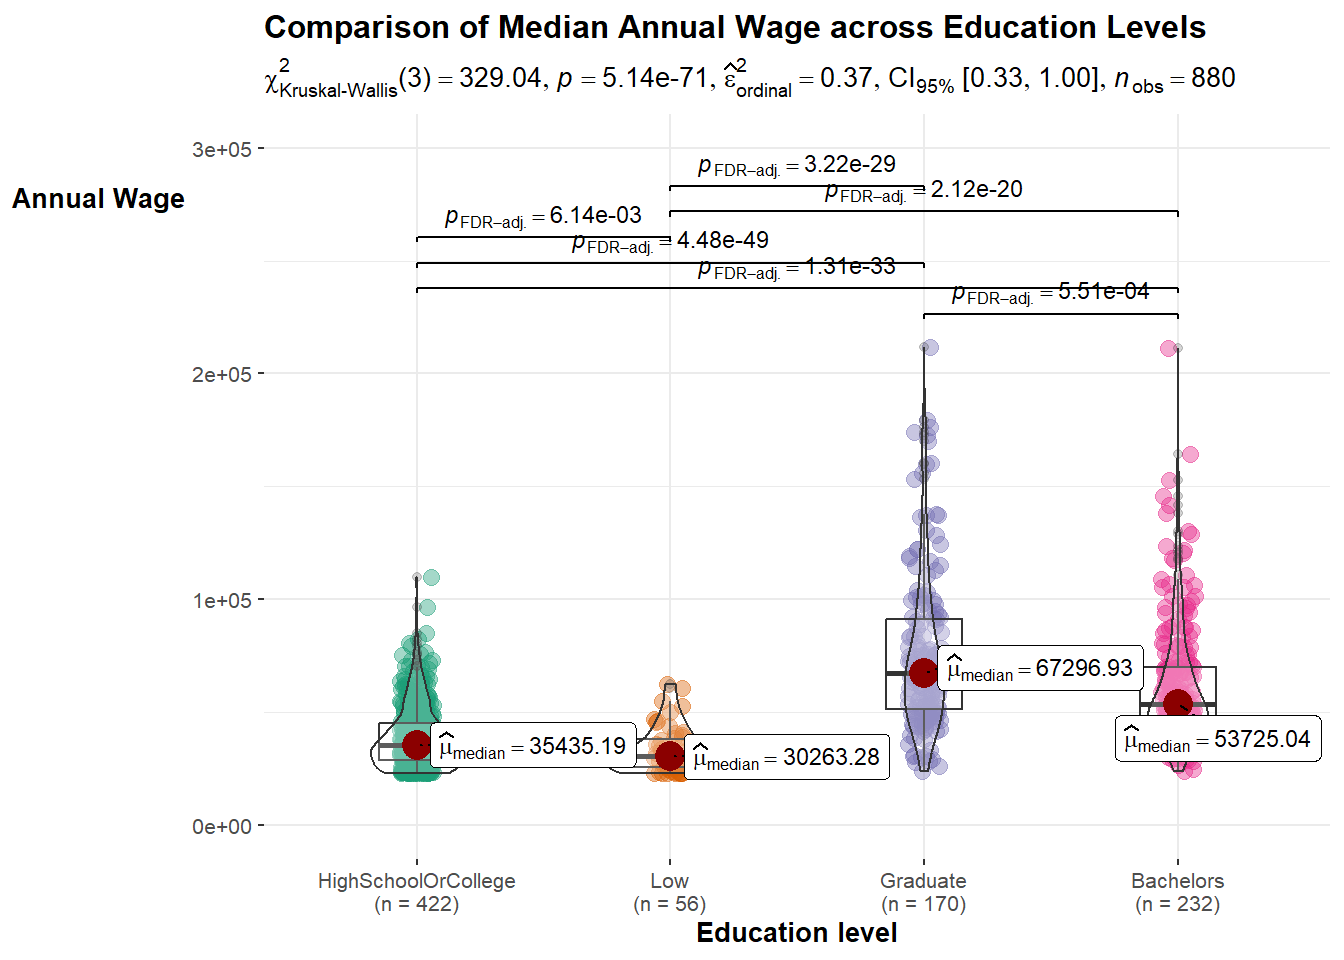 Comparison of Median Annual Wage across Education Levels
χ²Kruskal-Wallis(3) = 329.04, p = 5.14e-71, ε̂²ordinal = 0.37, CI95% [0.33, 1.00], nobs = 880
3e+05
pFDR–adj. = 3.22e-29
Annual Wage
pFDR–adj. = 2.12e-20
pFDR–adj. = 6.14e-03
pFDR–adj. = 4.48e-49
pFDR–adj. = 1.31e-33
pFDR–adj. = 5.51e-04
2e+05
1e+05
μ̂median = 67296.93
μ̂median = 35435.19
μ̂median = 30263.28
μ̂median = 53725.04
0e+00
HighSchoolOrCollege Low Graduate Bachelors
(n = 422) (n = 56) (n = 170) (n = 232)
Education level